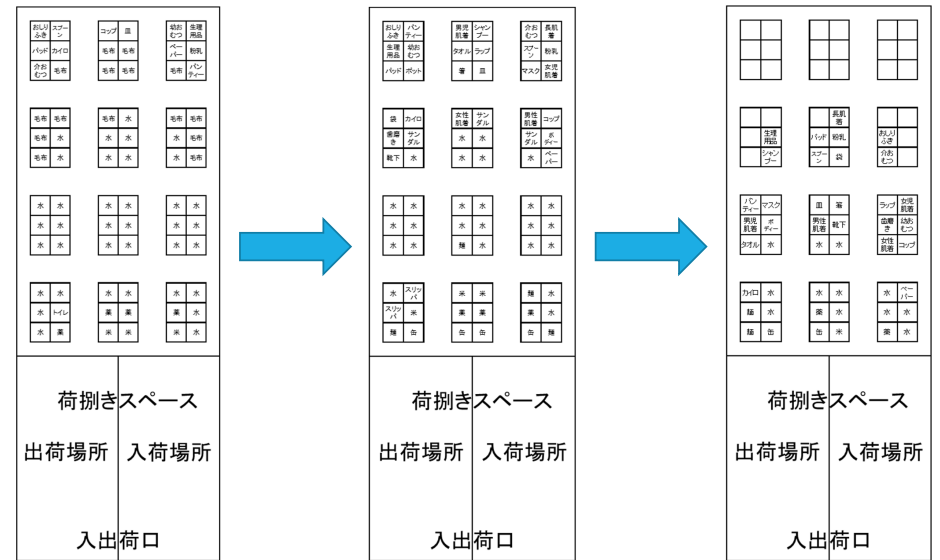 おしりふき スプーン コップ 皿 幼おむつ 生理用品
パッド カイロ 毛布 毛布 ペーパー 粉乳
介おむつ 毛布 毛布 毛布 毛布 パンティー
毛布 毛布 毛布 水 毛布 毛布
毛布 水 毛布 水 水 毛布
毛布 水 水 水 水 毛布
水 水 水 水 水 水
水 水 水 水 水 水
水 水 水 水 水 水
水 水 水 水 水 水
水 トイレ 薬 薬 薬 水
水 薬 米 米 米 水
荷捌きスペース
出荷場所 入荷場所
入出荷口
おしりふき パンティー 男児肌着 シャンプー 介おむつ 長肌着
生理用品 幼おむつ タオル ラップ スプーン 粉乳
パッド ポット 箸 皿 マスク 女児肌着
袋 カイロ 女性肌着 サンダル 男性肌着 コップ
歯磨き サンダル 水 水 サンダル ボディー
靴下 水 水 水 水 ペーパー
水 水 水 水 水 水
水 水 水 水 水 水
水 水 麺 水 水 水
水 スリッパ 米 米 麺 水
スリッパ 米 薬 薬 薬 水
麺 缶 缶 缶 缶 麺
荷捌きスペース
出荷場所 入荷場所
入出荷口
長肌着
生理用品 パッド 粉乳 おしりふき
シャンプー スプーン 袋 介おむつ
パンティー マスク 皿 箸 ラップ 女児肌着
男児肌着 ボディー 男性肌着 靴下 歯磨き 幼おむつ
タオル 水 水 水 女性肌着 コップ
カイロ 水 水 水 水 ペーパー
麺 水 薬 水 水 水
麺 缶 缶 米 薬 水
荷捌きスペース
出荷場所 入荷場所
入出荷口